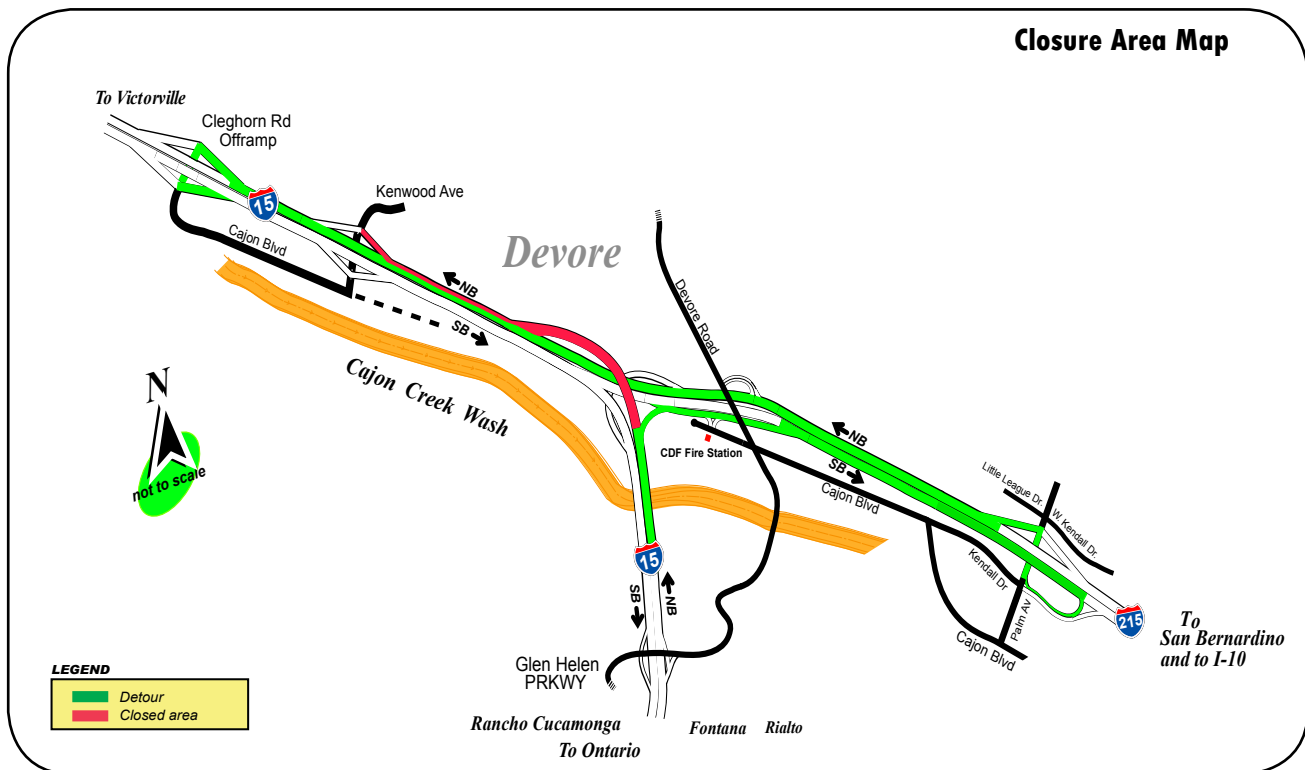 Closure Area Map
To Victorville
Cleghorn Rd
Offramp
15
Kenwood Ave
Cajon Blvd
Devore
NB
SB
Devore Road
Cajon Creek Wash
N
not to scale
CDF Fire Station
NB
SB
Cajon Blvd
Little League Dr.
W. Kendall Dr.
Kendall Dr
Palm Av
Cajon Blvd
215
To
San Bernardino
and to I-10
15
SB
NB
Glen Helen
PRKWY
LEGEND
Detour
Closed area
Rancho Cucamonga
Fontana
Rialto
To Ontario